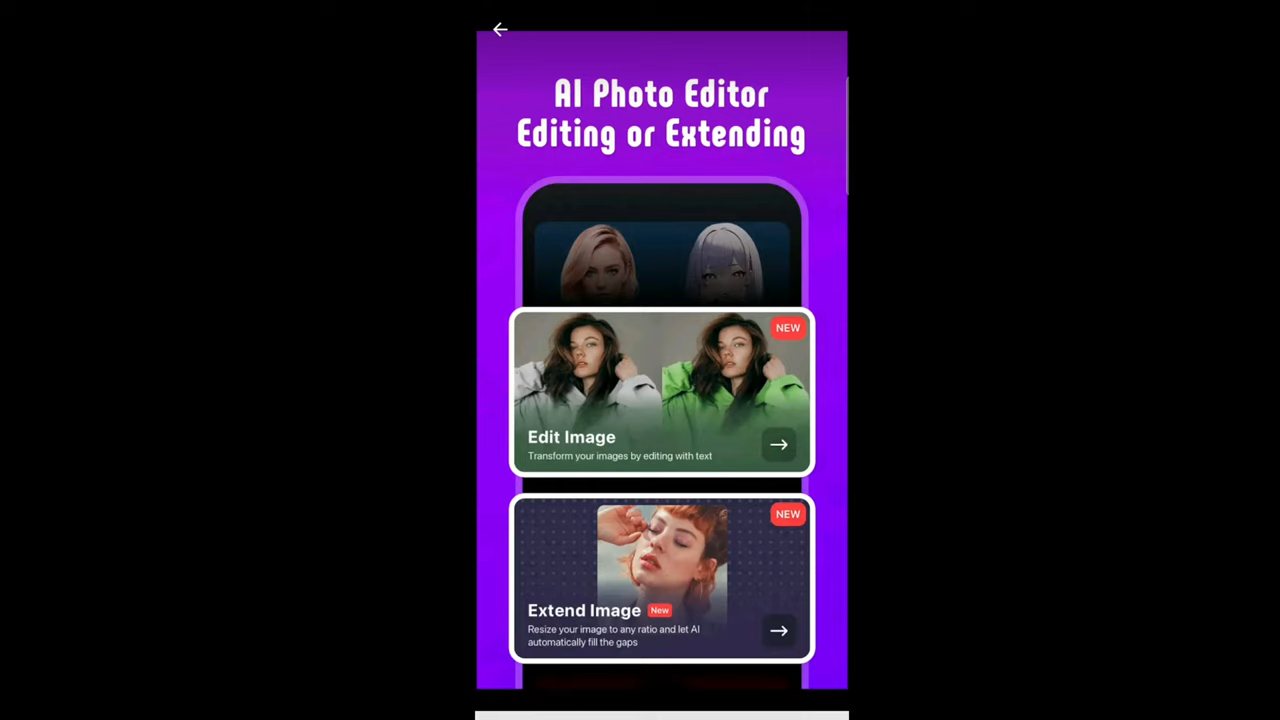 AI Photo Editor
Editing or Extending
NEW
Edit Image
Transform your images by editing with text
NEW
Extend Image New
Resize your image to any ratio and let AI
automatically fill the gaps